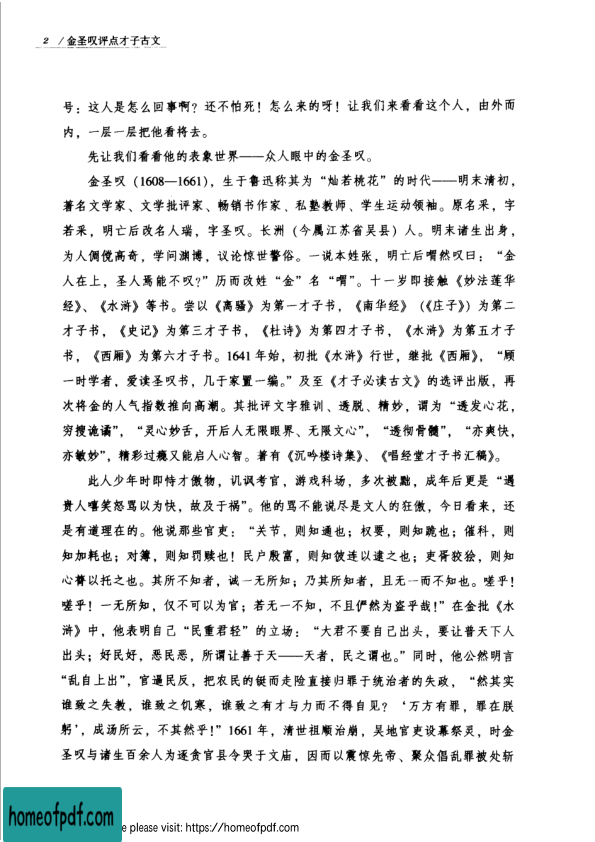 2 / 金圣叹评点才子古文
号：这人是怎么回事啊？还不怕死！怎么来的呀！让我们来看看这个人，由外而
内，一层一层把他看将去。
先让我们看看他的表象世界——众人眼中的金圣叹。
金圣叹（1608—1661），生于鲁迅称其为“灿若桃花”的时代——明末清初，
著名文学家、文学批评家、畅销书作家、私塾教师、学生运动领袖。原名采，字
若采，明亡后改名人瑞，字圣叹。长洲（今属江苏省吴县）人。明末诸生出身，
为人倜傥高奇，学问渊博，议论惊世警俗。一说本姓张，明亡后喟然叹曰：“金
人在上，圣人焉能不叹？”历而改姓“金”名“喟”。十一岁即接触《妙法莲华
经》、《水浒》等书。尝以《离骚》为第一才子书，《南华经》（《庄子》）为第二
才子书，《史记》为第三才子书，《杜诗》为第四才子书，《水浒》为第五才子
书，《西厢》为第六才子书。1641年始，初批《水浒》行世，继批《西厢》，“顾
一时学者，爱读圣叹书，几于家置一编。”及至《才子必读古文》的选评出版，再
次将金的人气指数推向高潮。其批评文字雅训、透脱、精妙，谓为“透发心花，
穷搜诡谲”，“灵心妙舌，开后人无限眼界、无限文心”，“透彻骨髓”，“亦爽快，
亦敏妙”，精彩过瘾又能启人心智。著有《沉吟楼诗集》、《唱经堂才子书汇稿》。
此人少年时即恃才傲物，讥讽考官，游戏科场，多次被黜，成年后更是“遇
贵人嘻笑怒骂以为快，故及于祸”。他的骂不能说尽是文人的狂傲，今日看来，还
是有道理在的。他说那些官吏：“关节，则知通也；权要，则知跪也；催科，则
知加耗也；对簿，则知罚赎也！民户殷富，则知彼连以逮之也；吏胥狡狯，则知
心膂以托之也。其所不知者，诚一无所知；乃其所知者，且无一而不知也。嗟乎！
嗟乎！一无所知，仅不可以为官；若无一不知，不且俨然为盗乎哉！”在金批《水
浒》中，他表明自己“民重君轻”的立场：“大君不要自己出头，要让普天下人
出头；好民好，恶民恶，所谓让善于天——天者，民之谓也。”同时，他公然明言
“乱自上出”，官逼民反，把农民的铤而走险直接归罪于统治者的失政，“然其实
谁致之失教，谁致之饥寒，谁致之有才与力而不得自见？‘万方有罪，罪在朕
躬’，成汤所云，不其然乎！”1661年，清世祖顺治崩，吴地官吏设幕祭灵，时金
圣叹与诸生百余人为逐贪官县令哭于文庙，因而以震惊先帝、聚众倡乱罪被处斩
homeofpdf.com
e please visit: https://homeofpdf.com